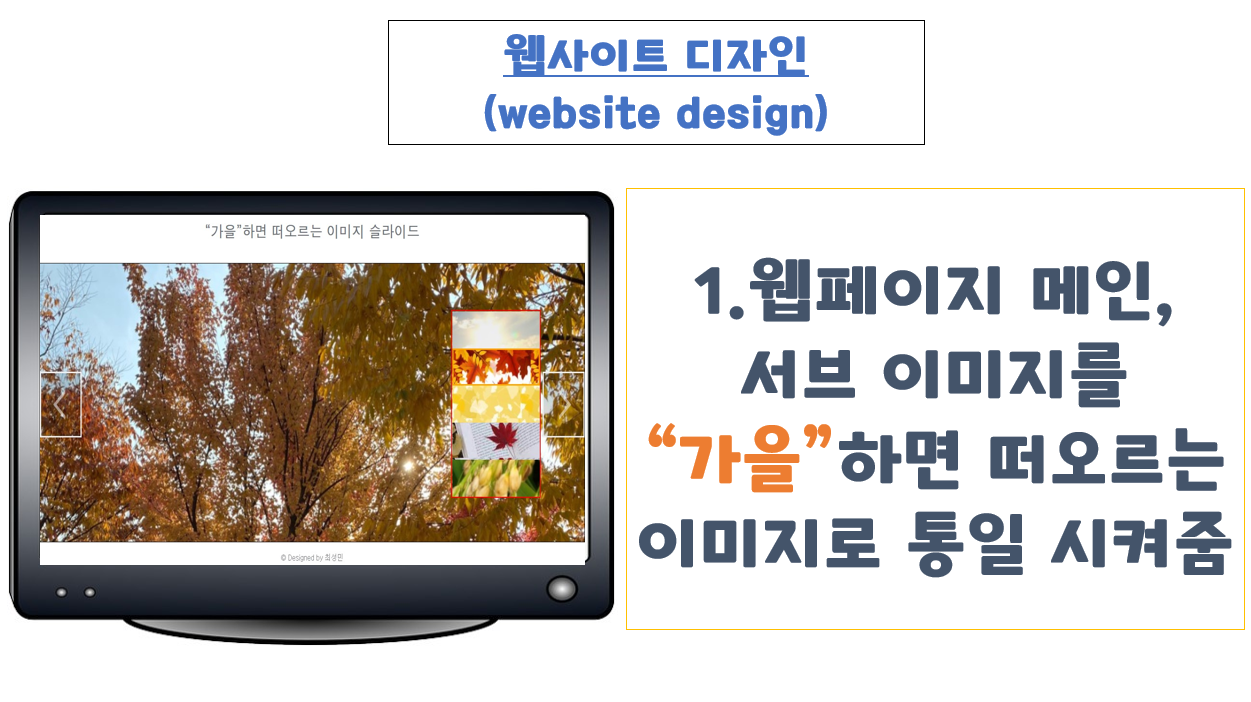 웹사이트 디자인
(website design)
“가을”하면 떠오르는 이미지 슬라이드
© Designed by 최성민
1.웹페이지 메인,
서브 이미지를
“가을”하면 떠오르는
이미지로 통일 시켜줌